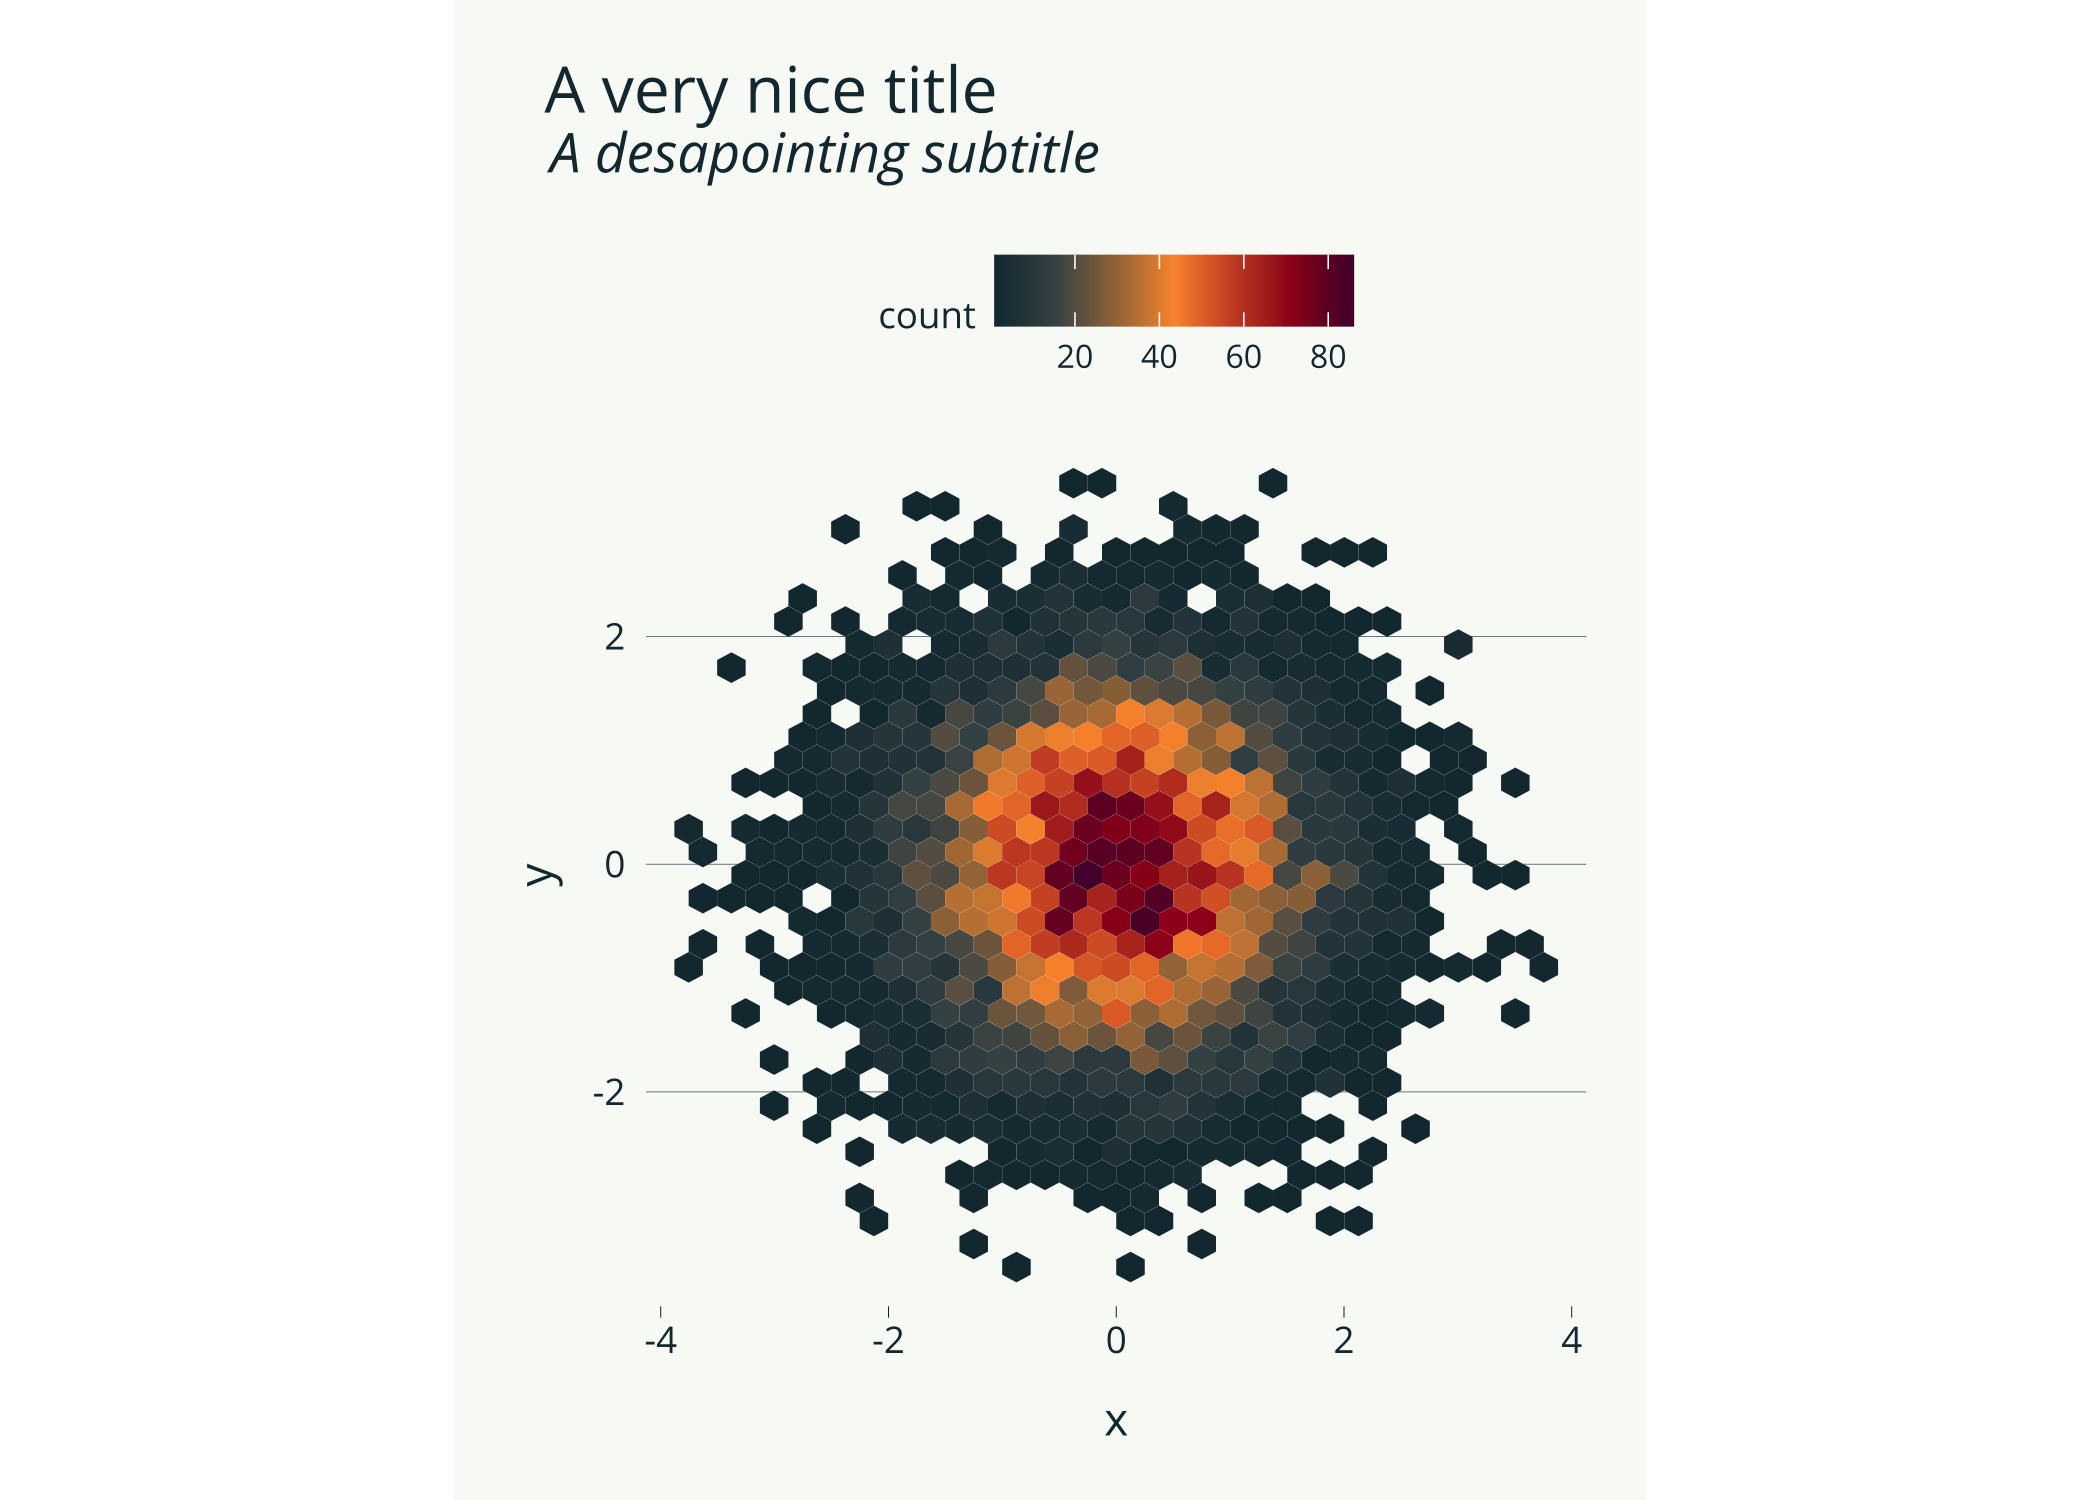 A very nice title
A desapointing subtitle
count
20 40 60 80
2
0
y
-2
-4 -2 0 2 4
x